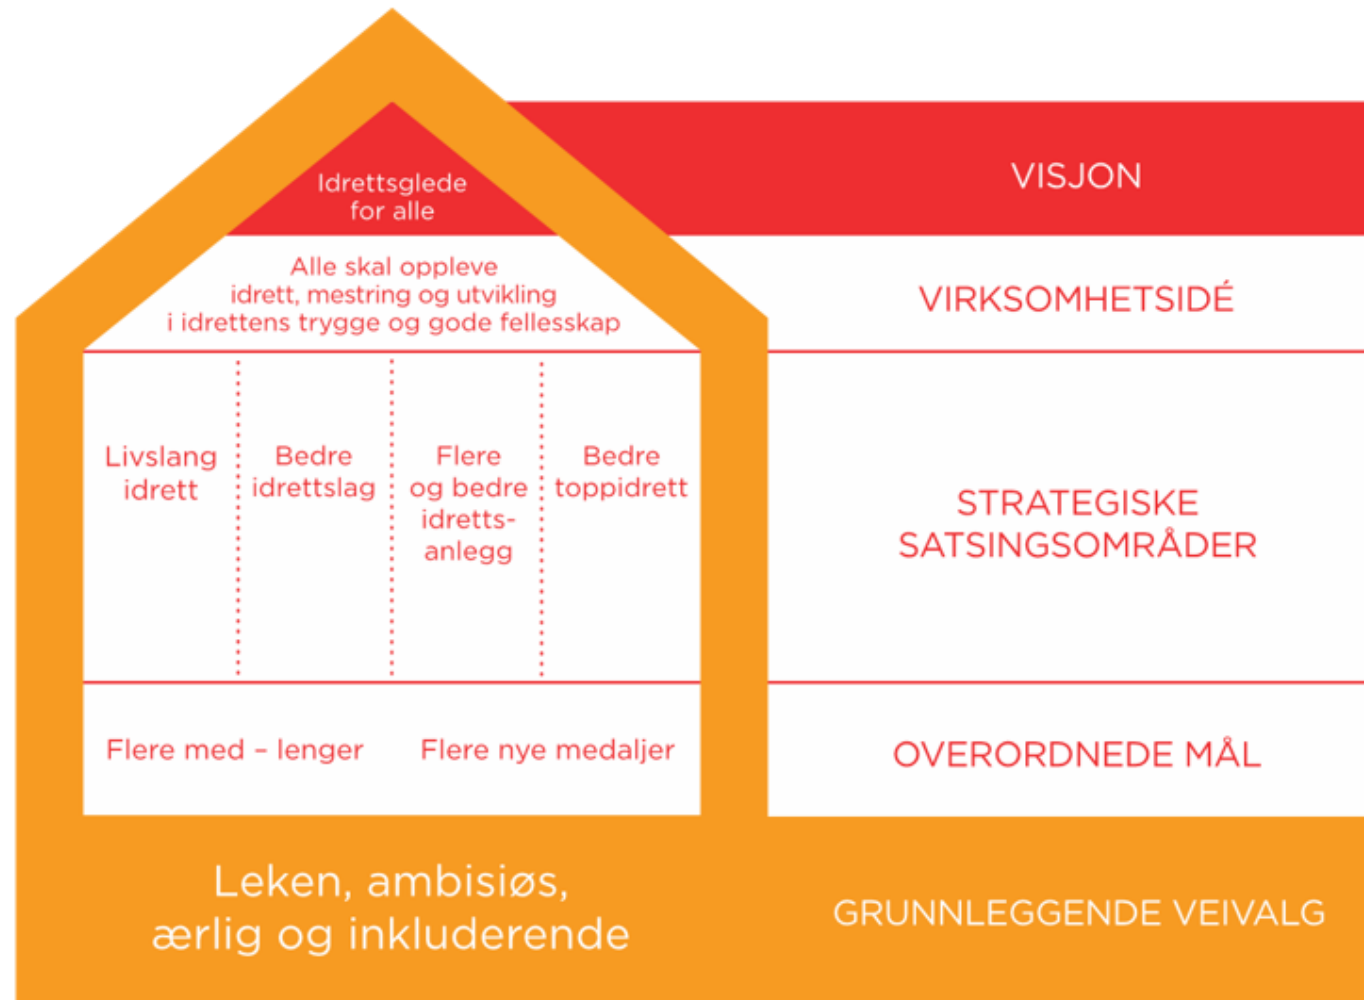 Idrettsglede
for alle
VISJON
Alle skal oppleve
idrett, mestring og utvikling
i idrettens trygge og gode fellesskap
VIRKSOMHETSIDÉ
Livslang
idrett
Bedre
idrettslag
Flere
og bedre
idretts-
anlegg
Bedre
toppidrett
STRATEGISKE
SATSINGSOMRÅDER
Flere med – lenger
Flere nye medaljer
OVERORDNEDE MÅL
Leken, ambisiøs,
ærlig og inkluderende
GRUNNLEGGENDE VEIVALG